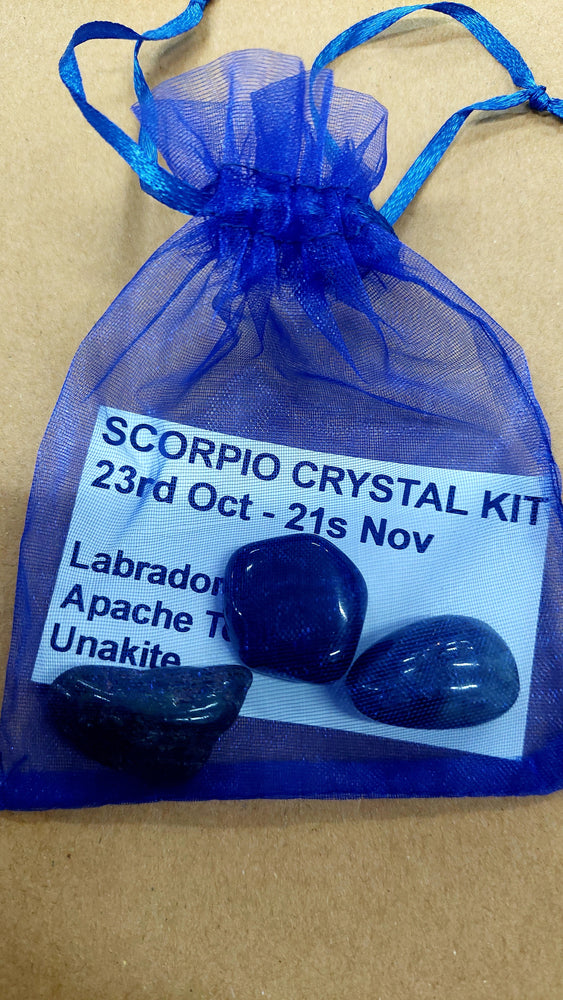 SCORPIO CRYSTAL KIT
23rd Oct - 21s Nov
Labrador
Apache
Unakite